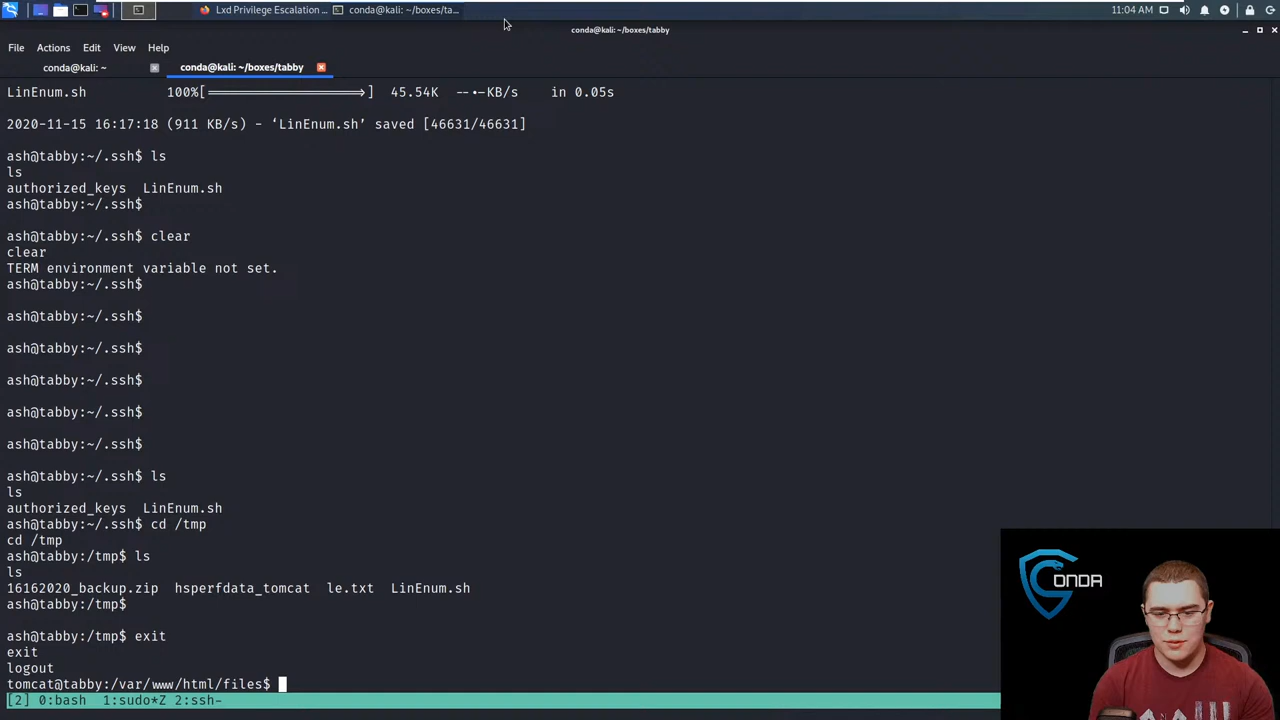 Lxd Privilege Escalation ... conda@kali: ~/boxes/ta... 11:04 AM
conda@kali: ~/boxes/tabby
File Actions Edit View Help
conda@kali: ~ conda@kali: ~/boxes/tabby
LinEnum.sh 100%[===================>] 45.54K --.-KB/s in 0.05s
2020-11-15 16:17:18 (911 KB/s) - ‘LinEnum.sh’ saved [46631/46631]
ash@tabby:~/.ssh$ ls
ls
authorized_keys LinEnum.sh
ash@tabby:~/.ssh$
ash@tabby:~/.ssh$ clear
clear
TERM environment variable not set.
ash@tabby:~/.ssh$
ash@tabby:~/.ssh$
ash@tabby:~/.ssh$
ash@tabby:~/.ssh$
ash@tabby:~/.ssh$
ash@tabby:~/.ssh$
ash@tabby:~/.ssh$ ls
ls
authorized_keys LinEnum.sh
ash@tabby:~/.ssh$ cd /tmp
cd /tmp
ash@tabby:/tmp$ ls
ls
16162020_backup.zip hsperfdata_tomcat le.txt LinEnum.sh
ash@tabby:/tmp$
ash@tabby:/tmp$ exit
exit
logout
tomcat@tabby:/var/www/html/files$
[2] 0:bash 1:sudo*Z 2:ssh-
CONDA